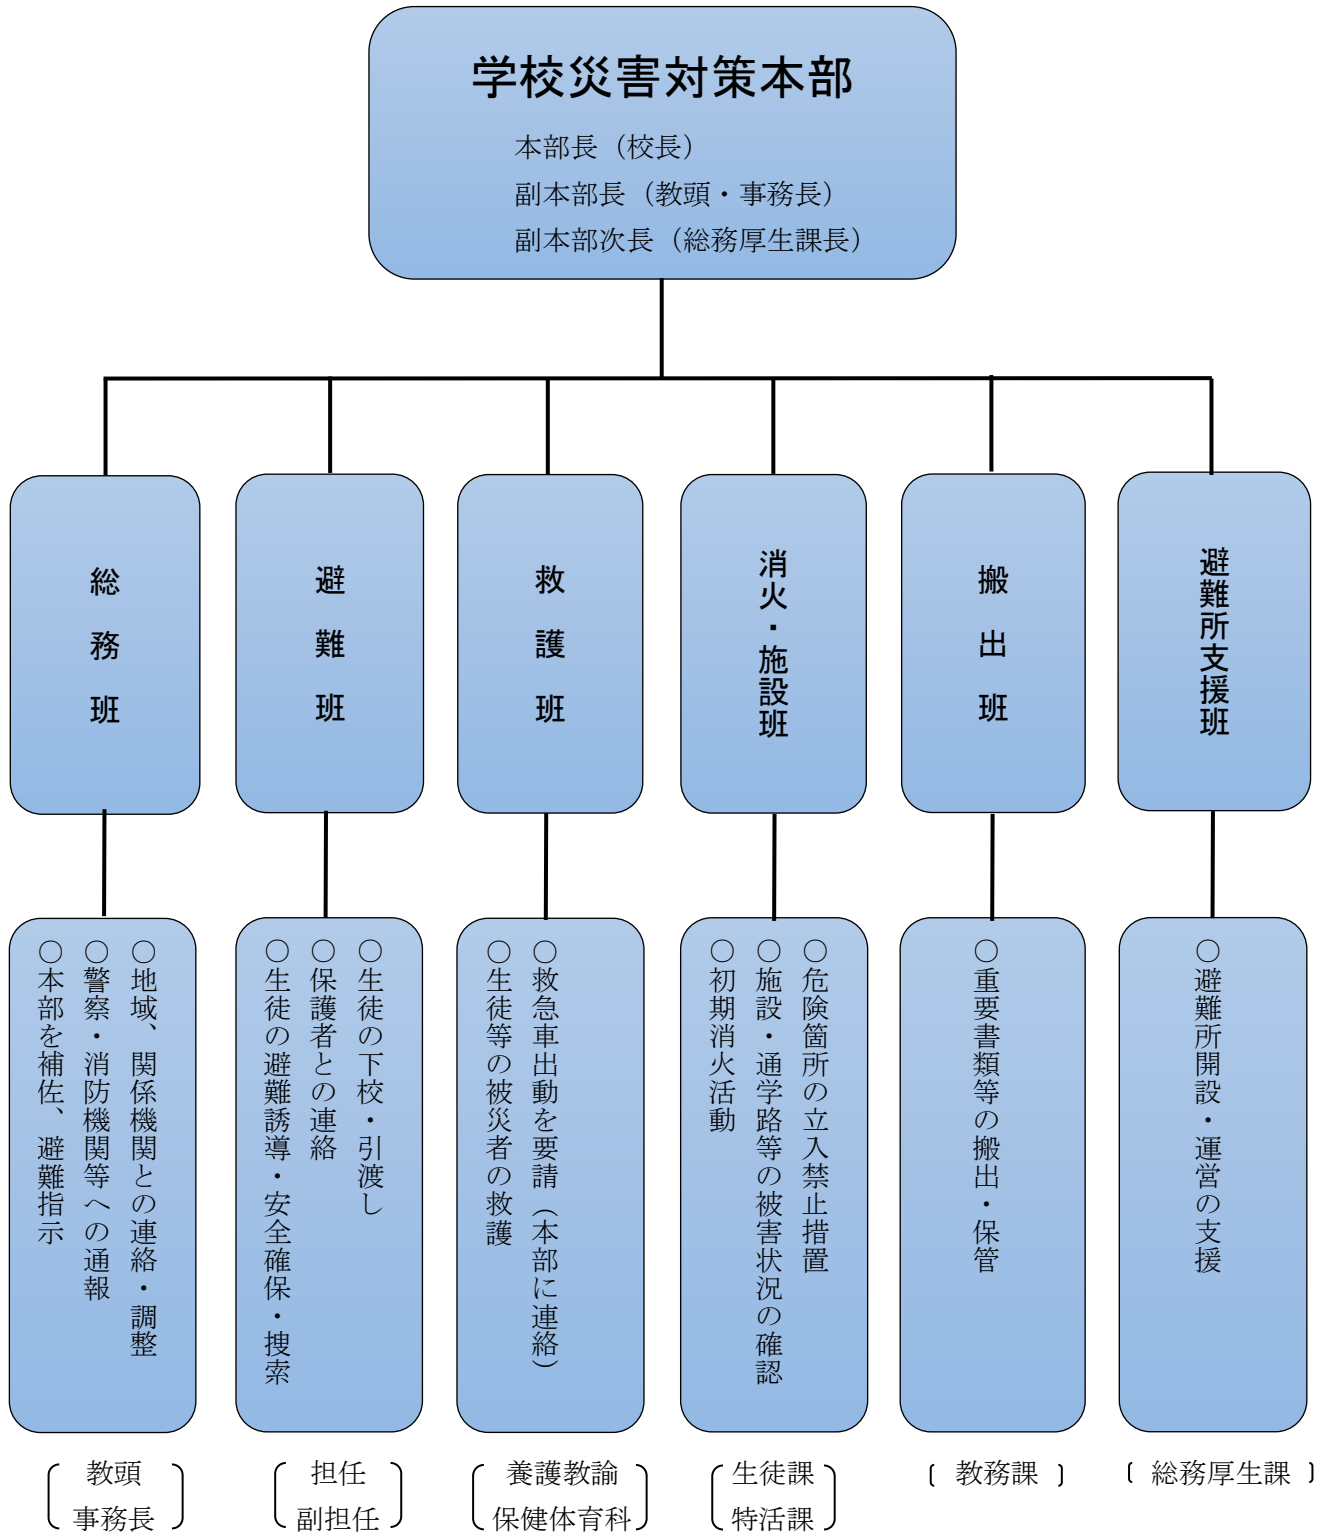 学校災害対策本部
本部長（校長）
副本部長（教頭・事務長）
副本部次長（総務厚生課長）
総務班
避難班
救護班
消火・施設班
搬出班
避難所支援班
○地域、関係機関との連絡・調整
○警察・消防機関等への通報
○本部を補佐、避難指示
○生徒の下校・引渡し
○保護者との連絡
○生徒の避難誘導・安全確保・捜索
○救急車出動を要請（本部に連絡）
○生徒等の被災者の救護
○危険箇所の立入禁止措置
○施設・通学路等の被害状況の確認
○初期消火活動
○重要書類等の搬出・保管
○避難所開設・運営の支援
教頭
事務長
担任
副担任
養護教諭
保健体育科
生徒課
特活課
教務課
総務厚生課